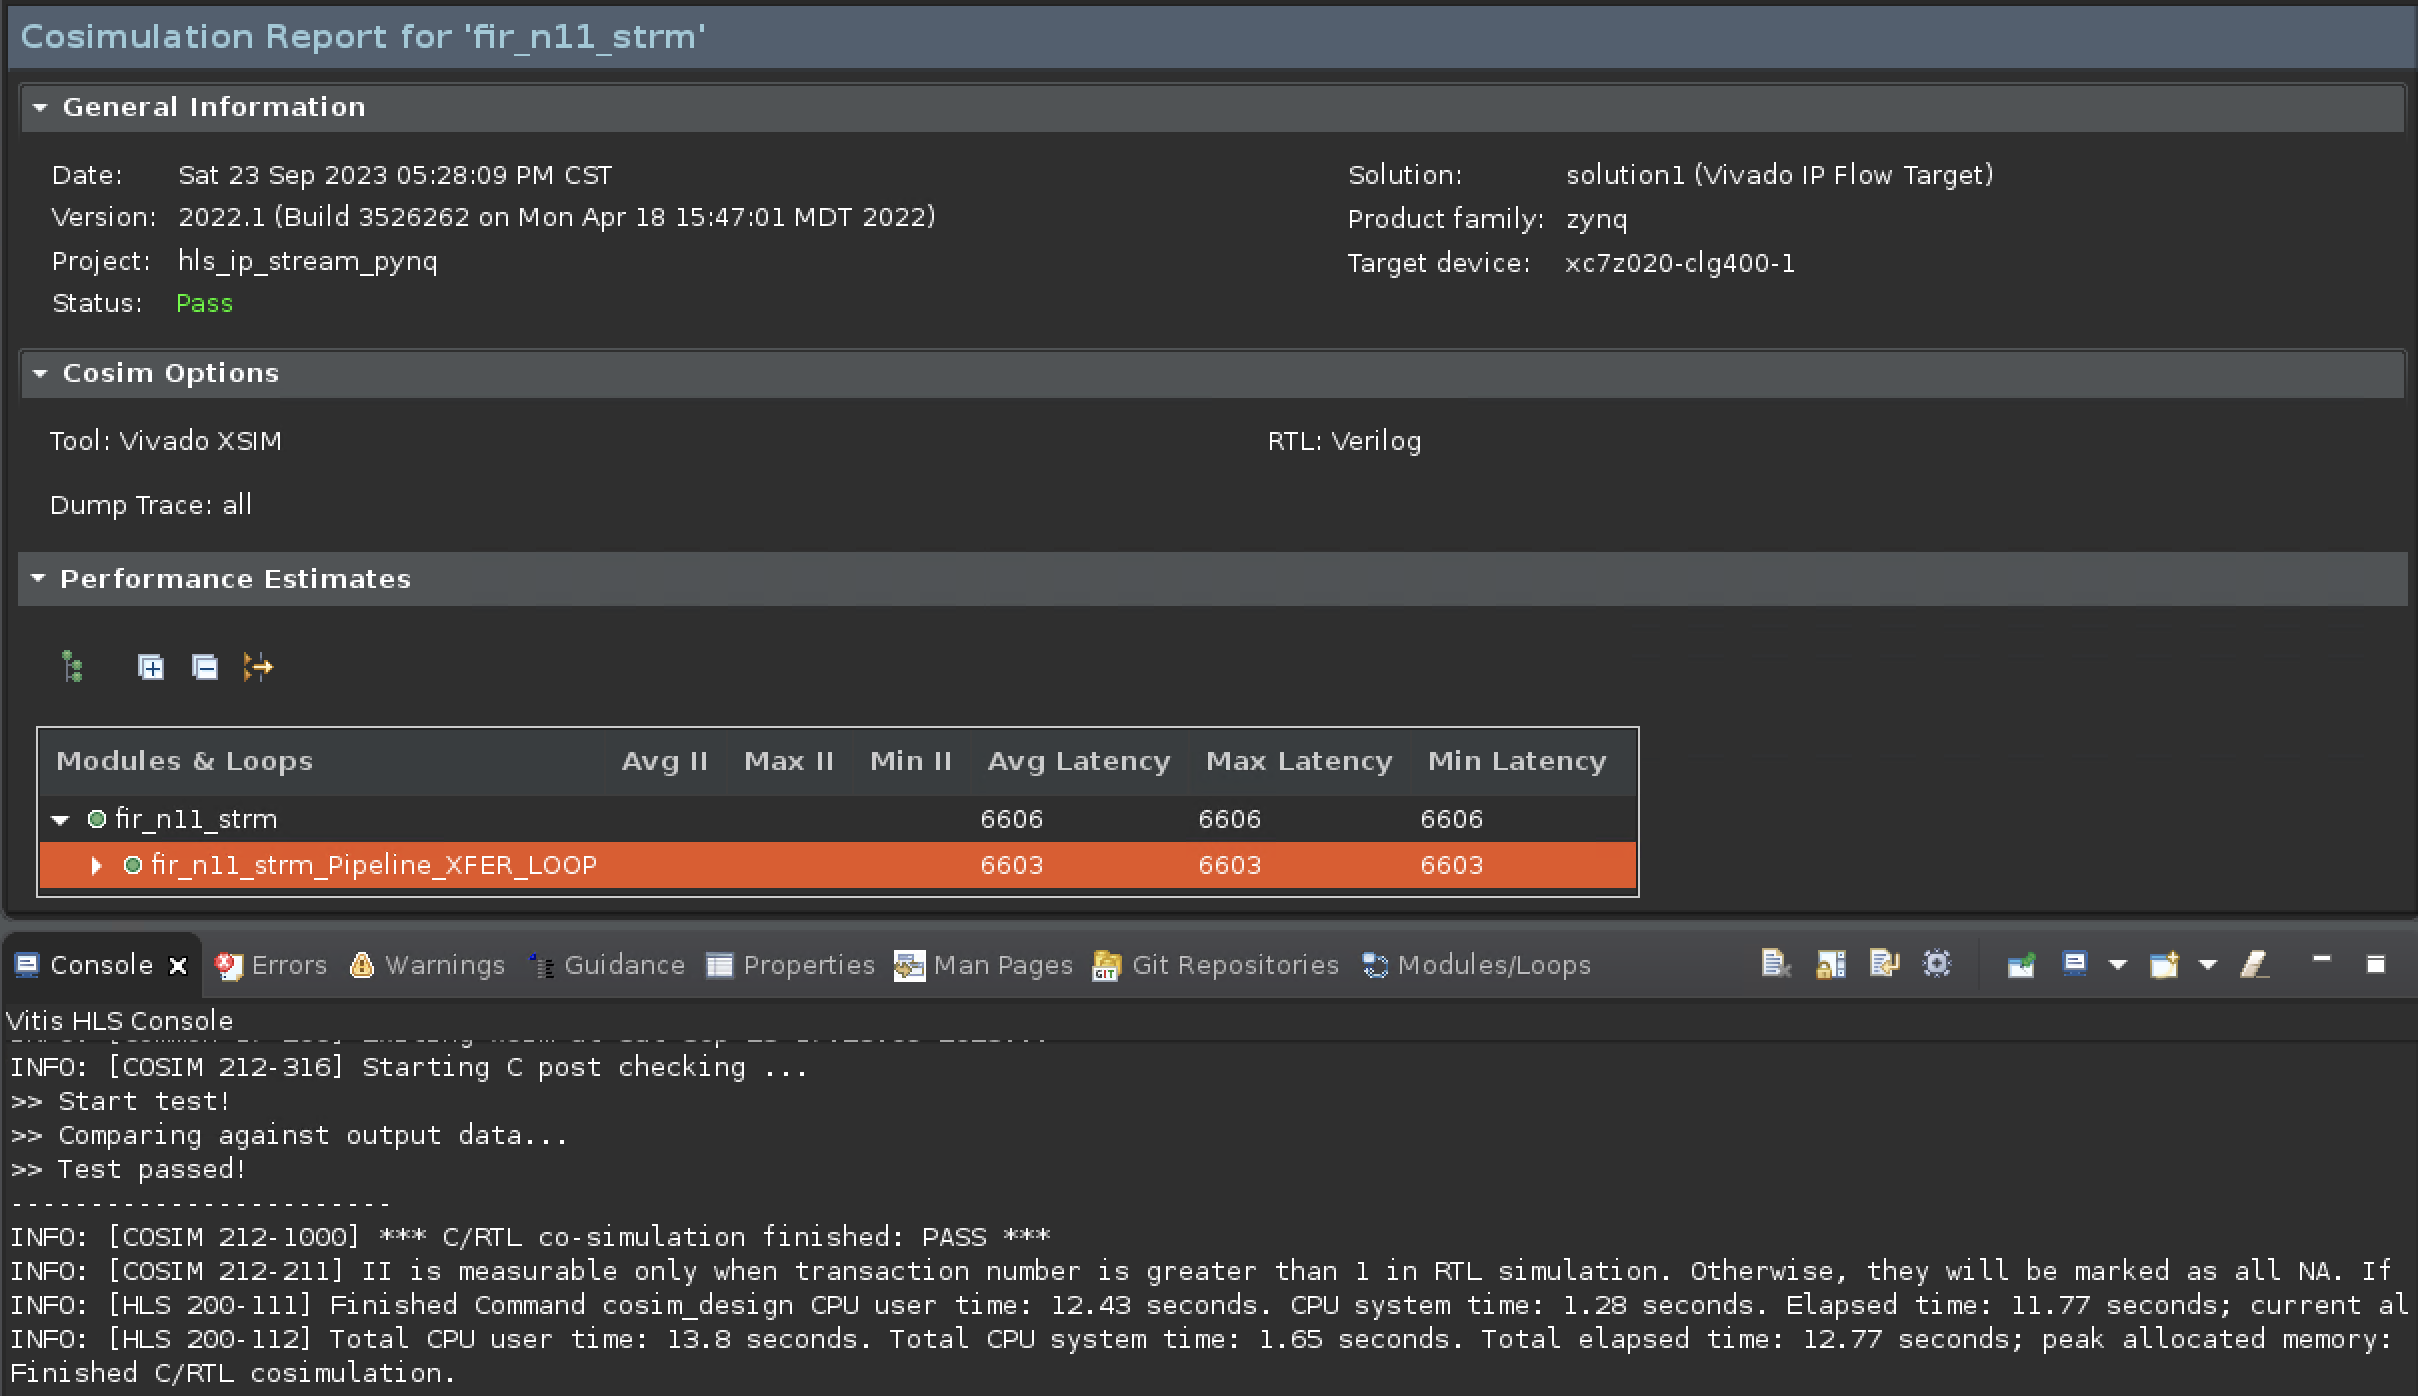 Cosimulation Report for 'fir_n11_strm'
General Information
Date: Sat 23 Sep 2023 05:28:09 PM CST
Solution: solution1 (Vivado IP Flow Target)
Version: 2022.1 (Build 3526262 on Mon Apr 18 15:47:01 MDT 2022)
Product family: zynq
Project: hls_ip_stream_pynq
Target device: xc7z020-clg400-1
Status: Pass
Cosim Options
Tool: Vivado XSIM
RTL: Verilog
Dump Trace: all
Performance Estimates
Modules & Loops Avg II Max II Min II Avg Latency Max Latency Min Latency
fir_n11_strm 6606 6606 6606
fir_n11_strm_Pipeline_XFER_LOOP 6603 6603 6603
Console Errors Warnings Guidance Properties Man Pages GIT Git Repositories Modules/Loops
Vitis HLS Console
INFO: [COSIM 212-316] Starting C post checking ...
>> Start test!
>> Comparing against output data...
>> Test passed!
------------------------
INFO: [COSIM 212-1000] *** C/RTL co-simulation finished: PASS ***
INFO: [COSIM 212-211] II is measurable only when transaction number is greater than 1 in RTL simulation. Otherwise, they will be marked as all NA. If
INFO: [HLS 200-111] Finished Command cosim_design CPU user time: 12.43 seconds. CPU system time: 1.28 seconds. Elapsed time: 11.77 seconds; current al
INFO: [HLS 200-112] Total CPU user time: 13.8 seconds. Total CPU system time: 1.65 seconds. Total elapsed time: 12.77 seconds; peak allocated memory:
Finished C/RTL cosimulation.